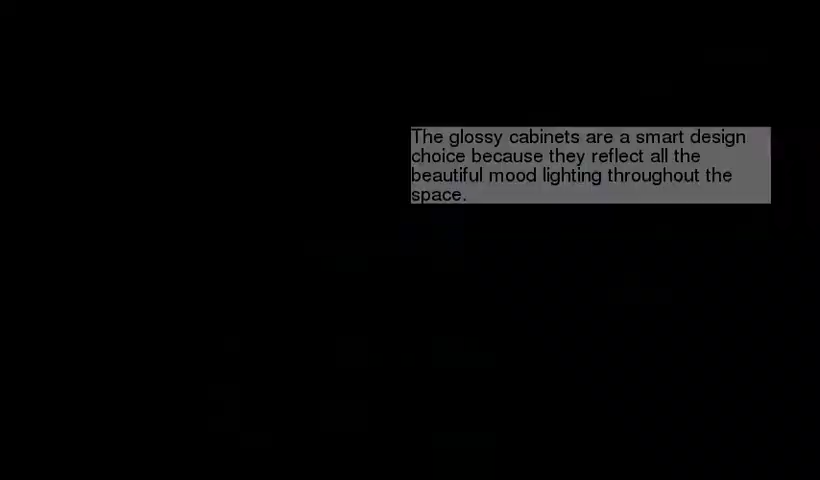 The glossy cabinets are a smart design
choice because they reflect all the
beautiful mood lighting throughout the
space.